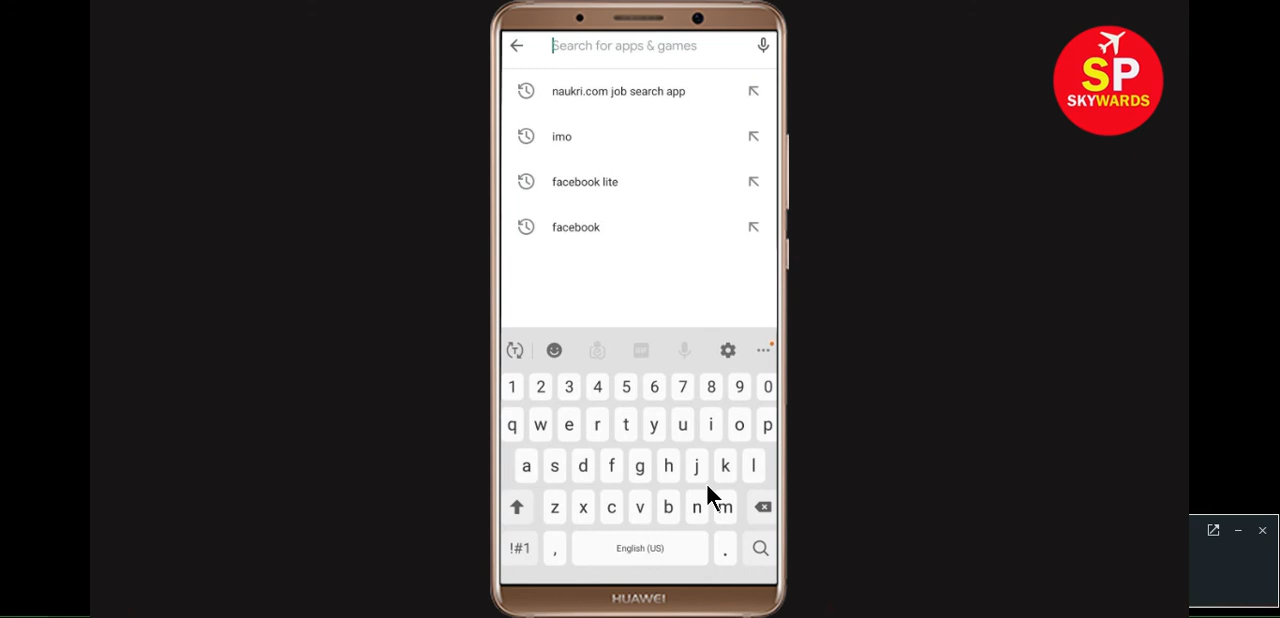 Search for apps & games
SP
SKYWARDS
naukri.com job search app
imo
facebook lite
facebook
GIF
1 2 3 4 5 6 7 8 9 0
q w e r t y u i o p
a s d f g h j k l
z x c v b n m
!#1 , English (US) .
HUAWEI